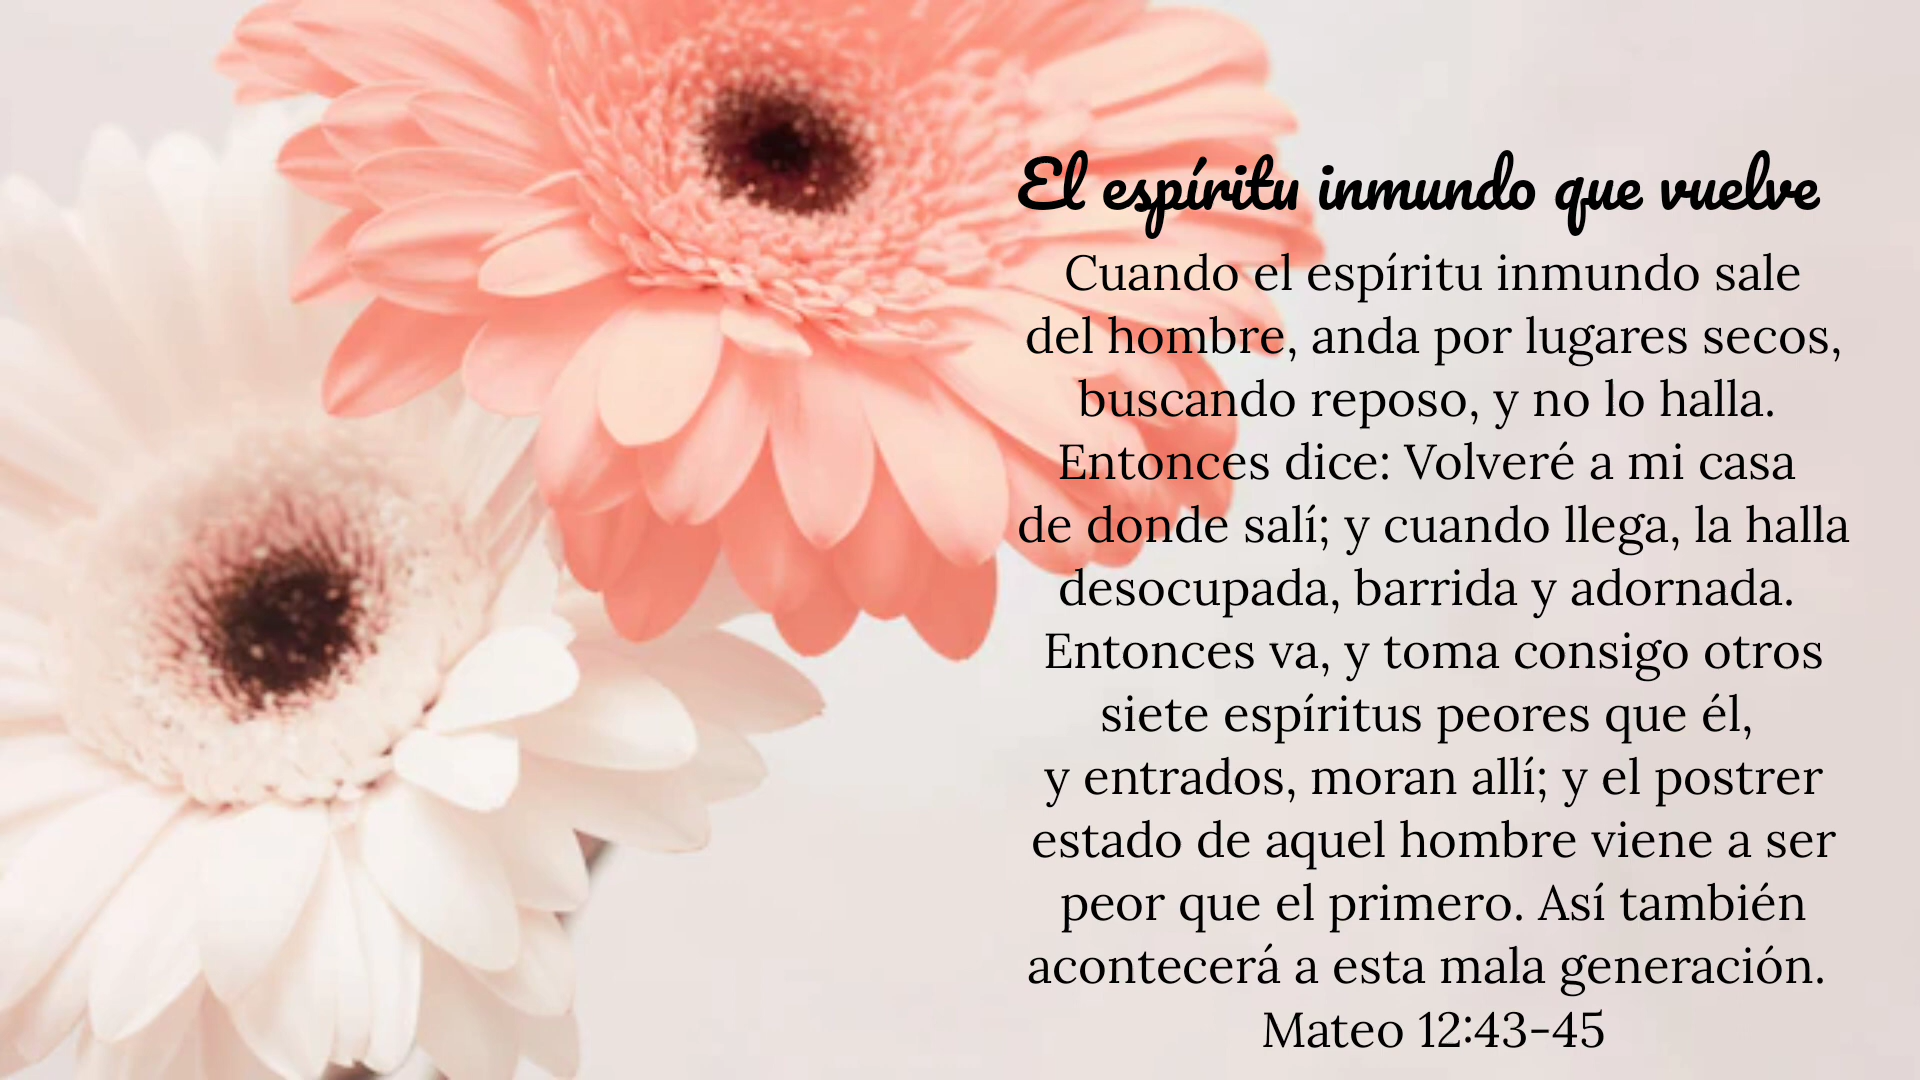 El espíritu inmundo que vuelve
Cuando el espíritu inmundo sale
del hombre, anda por lugares secos,
buscando reposo, y no lo halla.
Entonces dice: Volveré a mi casa
de donde salí; y cuando llega, la halla
desocupada, barrida y adornada.
Entonces va, y toma consigo otros
siete espíritus peores que él,
y entrados, moran allí; y el postrer
estado de aquel hombre viene a ser
peor que el primero. Así también
acontecerá a esta mala generación.
Mateo 12:43-45